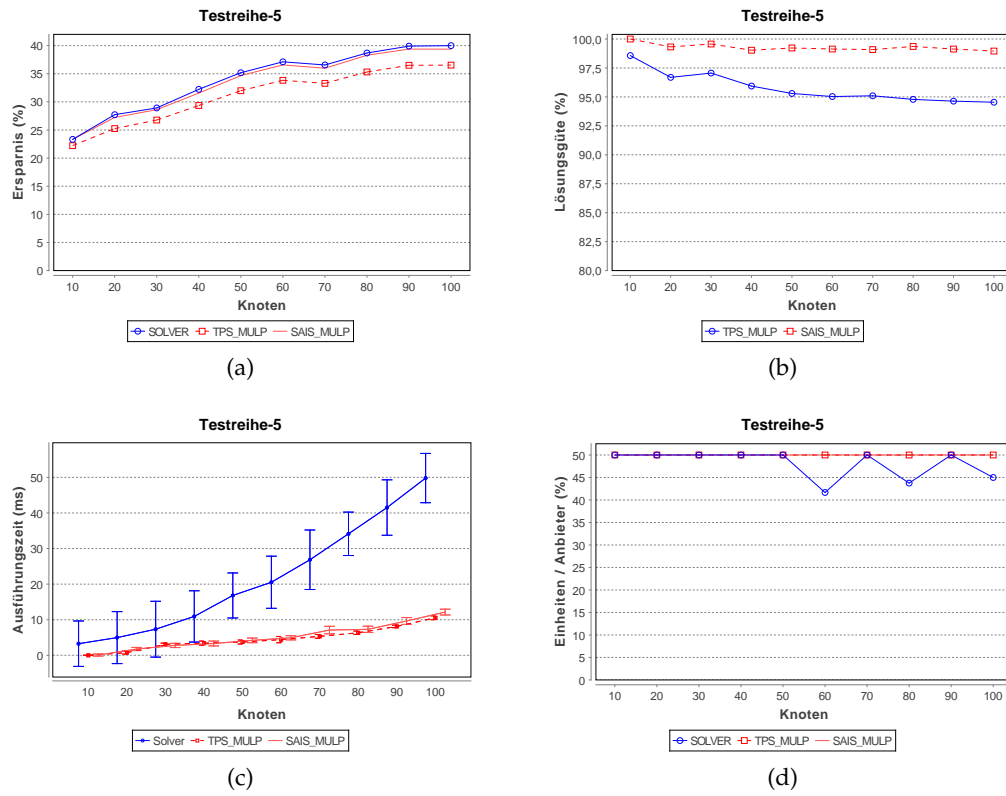 Testreihe-5
Ersparnis (%)
40
35
30
25
20
15
10
5
0
10 20 30 40 50 60 70 80 90 100
Knoten
SOLVER TPS_MULP SAIS_MULP
(a)
Testreihe-5
Lösungsgüte (%)
100,0
97,5
95,0
92,5
90,0
87,5
85,0
82,5
80,0
10 20 30 40 50 60 70 80 90 100
Knoten
TPS_MULP SAIS_MULP
(b)
Testreihe-5
Ausführungszeit (ms)
50
40
30
20
10
0
10 20 30 40 50 60 70 80 90 100
Knoten
Solver TPS_MULP SAIS_MULP
(c)
Testreihe-5
Einheiten / Anbieter (%)
50
45
40
35
30
25
20
15
10
5
0
10 20 30 40 50 60 70 80 90 100
Knoten
SOLVER TPS_MULP SAIS_MULP
(d)